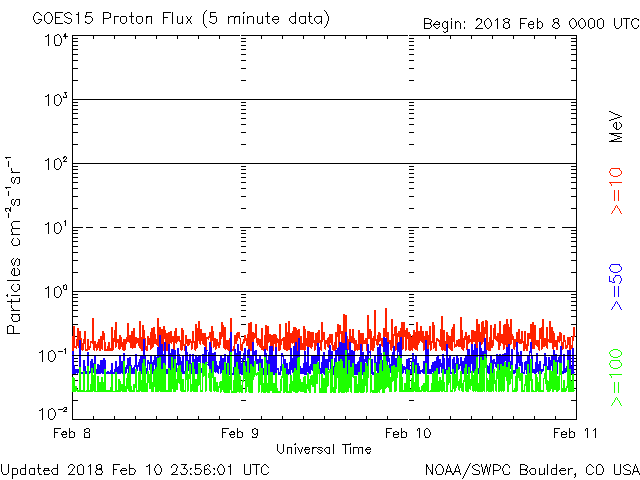 GOES15 Proton Flux (5 minute data)
Begin: 2018 Feb 8 0000 UTC
10⁴
10³
10²
10¹
10⁰
10⁻¹
10⁻²
Particles cm⁻²s⁻¹sr⁻¹
MeV
>=10
>=50
>=100
Feb 8 Feb 9 Feb 10 Feb 11
Universal Time
Updated 2018 Feb 10 23:56:01 UTC
NOAA/SWPC Boulder, CO USA